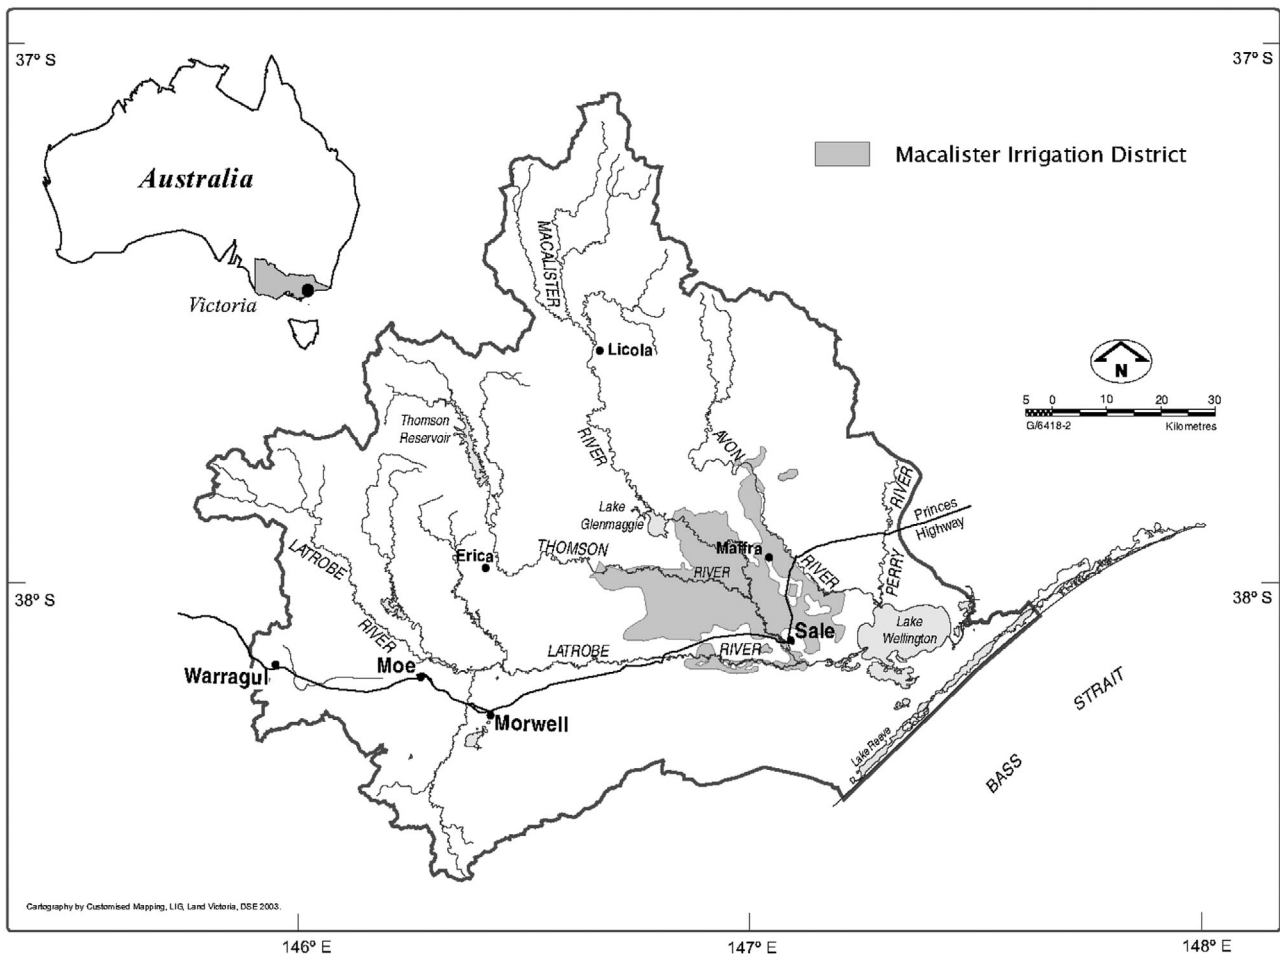 37° S
37° S
Australia
Victoria
Macalister Irrigation District
MACALISTER
Licola
N
5 0 10 20 30
G/6418-2 Kilometres
Thomson
Reservoir
RIVER
AVON
RIVER
Princes
Highway
Lake
Glenmaggie
Erica
THOMSON
RIVER
Maffra
RIVER
PERRY
LATROBE
38° S
38° S
RIVER
Sale
Lake
Wellington
LATROBE
RIVER
Warragul
Moe
Morwell
STRAIT
BASS
Lake Reeve
Cartography by Customised Mapping, LIG, Land Victoria, DSE 2003.
146° E
147° E
148° E